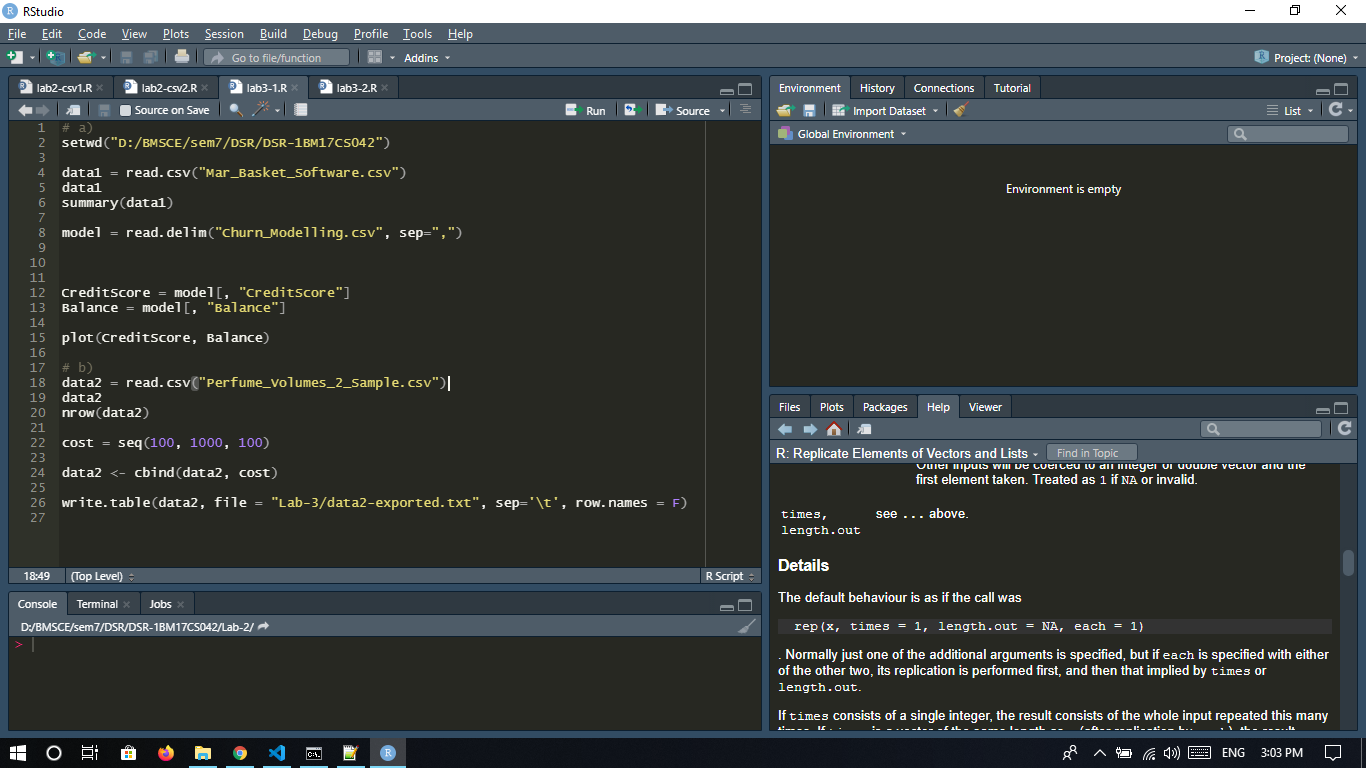 RStudio
File Edit Code View Plots Session Build Debug Profile Tools Help
Go to file/function Addins Project: (None)
lab2-csv1.R lab2-csv2.R lab3-1.R lab3-2.R
Source on Save Run Source
1 # a)
2 setwd("D:/BMSCE/sem7/DSR/DSR-1BM17CS042")
3
4 data1 = read.csv("Mar_Basket_Software.csv")
5 data1
6 summary(data1)
7
8 model = read.delim("Churn_Modelling.csv", sep=",")
9
10
11
12 CreditScore = model[, "CreditScore"]
13 Balance = model[, "Balance"]
14
15 plot(CreditScore, Balance)
16
17 # b)
18 data2 = read.csv("Perfume_Volumes_2_Sample.csv")
19 data2
20 nrow(data2)
21
22 cost = seq(100, 1000, 100)
23
24 data2 <- cbind(data2, cost)
25
26 write.table(data2, file = "Lab-3/data2-exported.txt", sep='\t', row.names = F)
27
18:49 (Top Level) R Script
Console Terminal Jobs
D:/BMSCE/sem7/DSR/DSR-1BM17CS042/Lab-2/
>
Environment History Connections Tutorial
Import Dataset List
Global Environment
Environment is empty
Files Plots Packages Help Viewer
R: Replicate Elements of Vectors and Lists Find in Topic
Other inputs will be coerced to an integer or double vector and the
first element taken. Treated as 1 if NA or invalid.
times, see ... above.
length.out
Details
The default behaviour is as if the call was
rep(x, times = 1, length.out = NA, each = 1)
. Normally just one of the additional arguments is specified, but if each is specified with either
of the other two, its replication is performed first, and then that implied by times or
length.out.
If times consists of a single integer, the result consists of the whole input repeated this many
ENG 3:03 PM